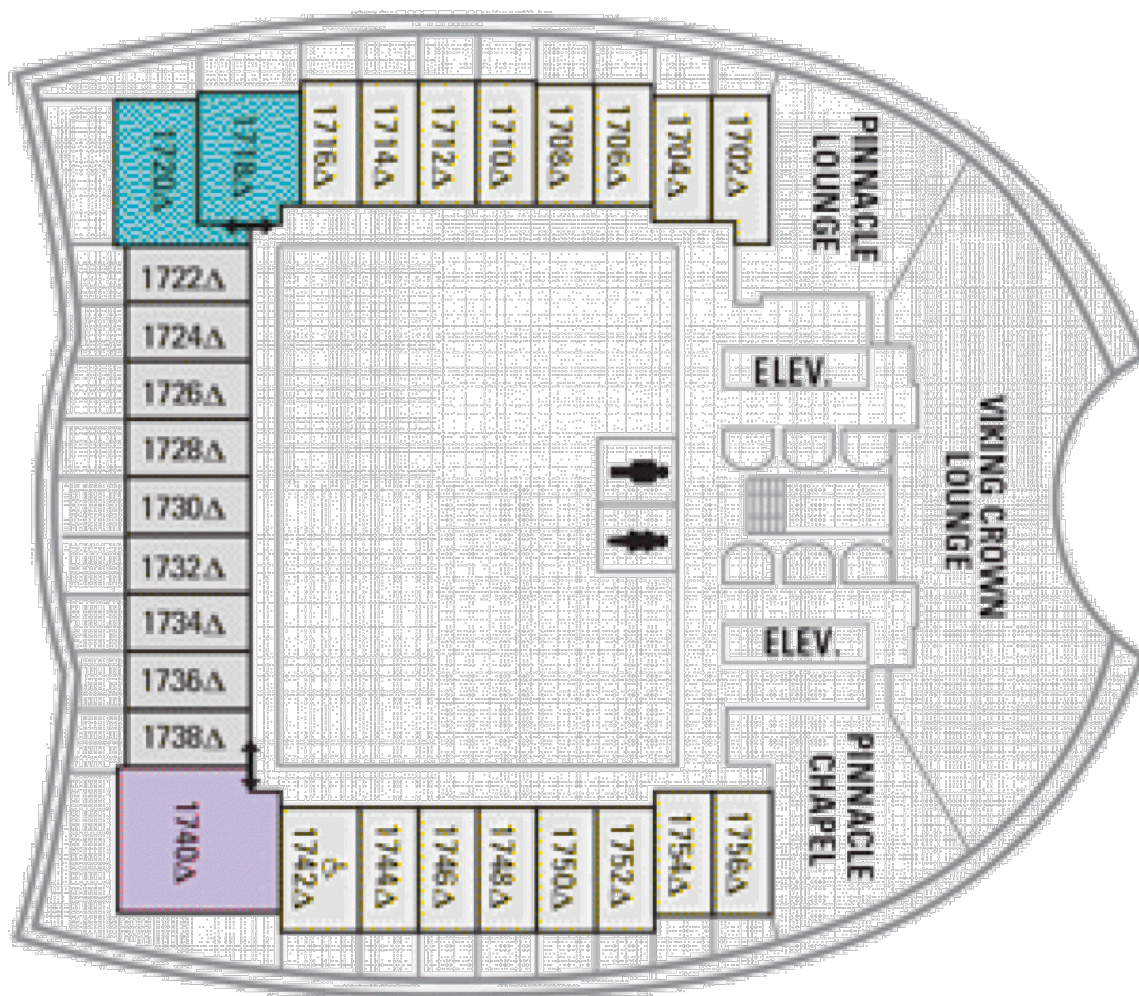 1720Δ
1718Δ
1716Δ
1714Δ
1712Δ
1710Δ
1708Δ
1706Δ
1704Δ
1702Δ
PINNACLE
LOUNGE
1722Δ
1724Δ
1726Δ
1728Δ
1730Δ
1732Δ
1734Δ
1736Δ
1738Δ
ELEV.
VIKING CROWN
LOUNGE
ELEV.
1740Δ
1742Δ
1744Δ
1746Δ
1748Δ
1750Δ
1752Δ
1754Δ
1756Δ
PINNACLE
CHAPEL